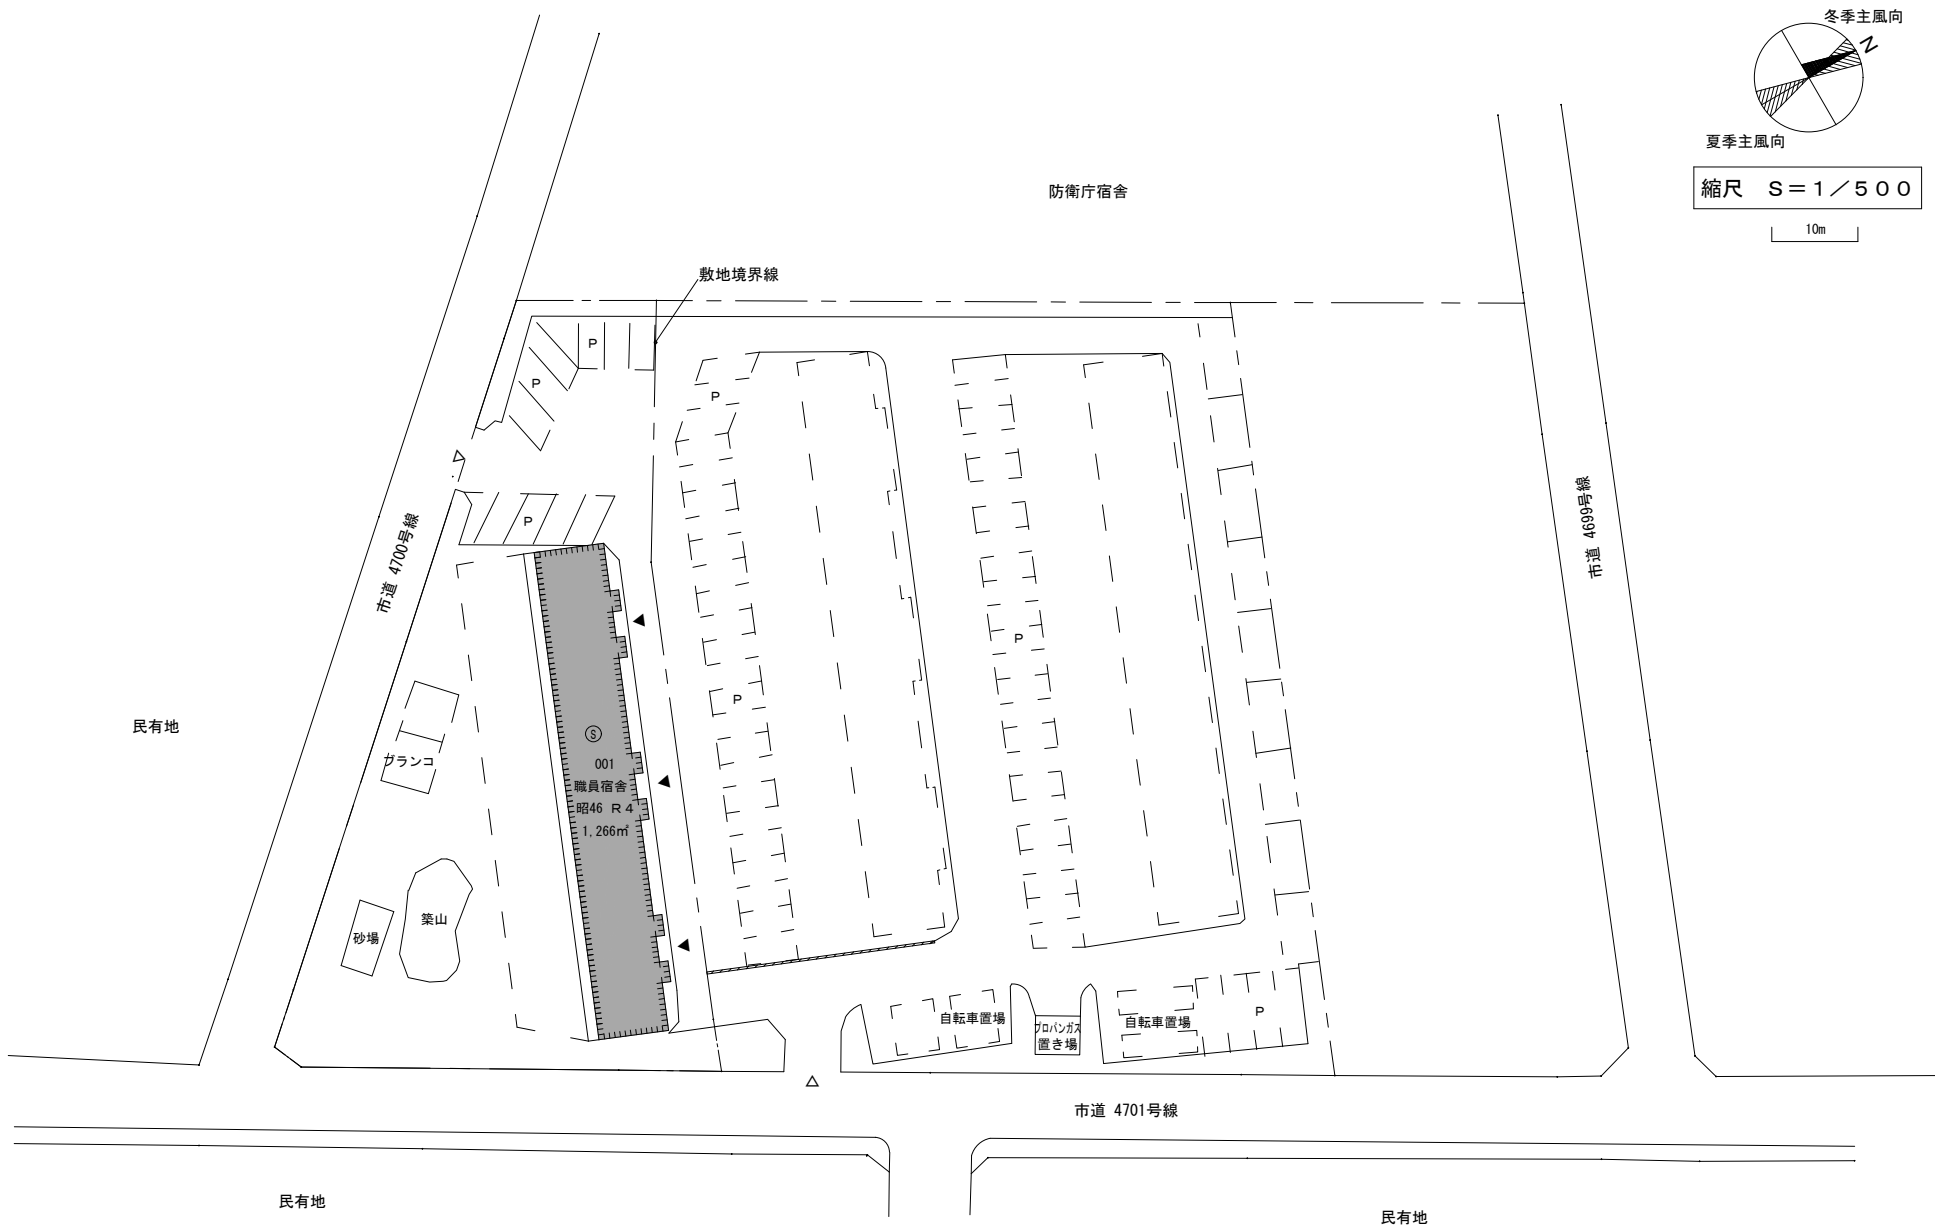 冬季主風向
N
夏季主風向
縮尺 S=1/500
10m
防衛庁宿舎
敷地境界線
P
P
P
P
市道 4700号線
市道 4699号線
P
P
民有地
ブランコ
Ⓢ
001
職員宿舎
昭46 R4
1,266㎡
築山
砂場
自転車置場
プロパンガス
置き場
自転車置場
P
市道 4701号線
民有地
民有地